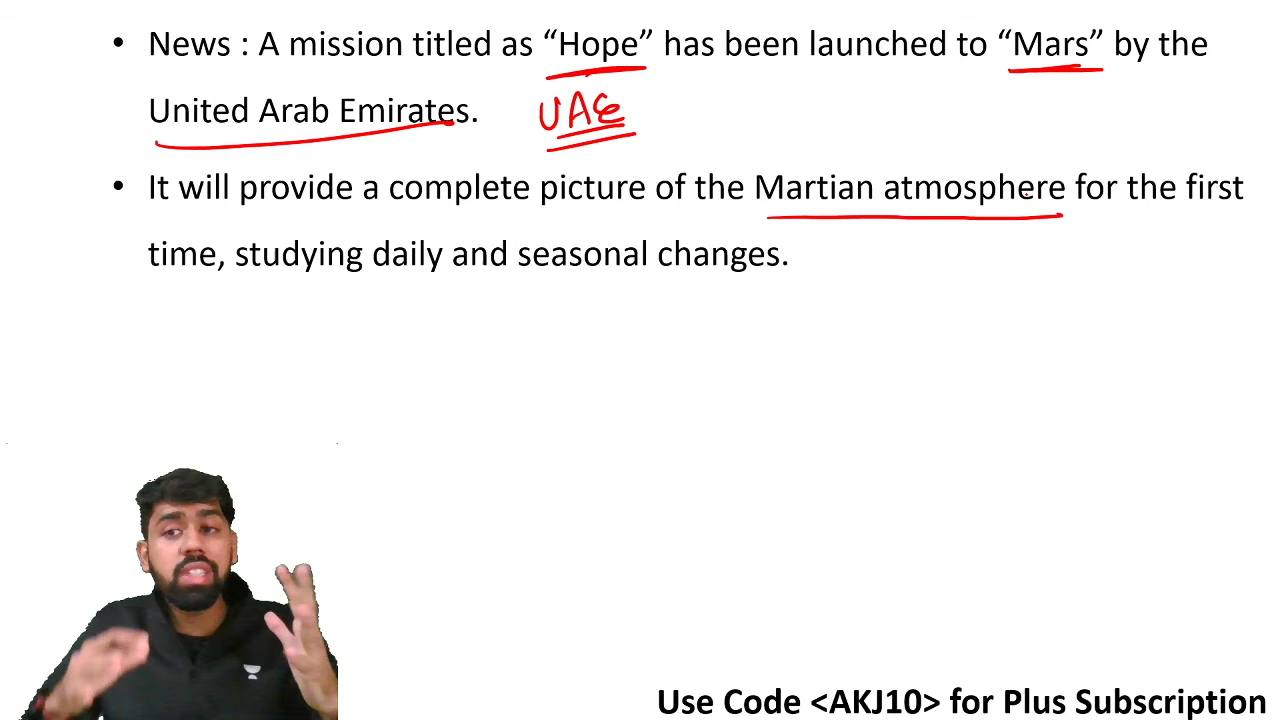 • News : A mission titled as “Hope” has been launched to “Mars” by the
United Arab Emirates. UAE
• It will provide a complete picture of the Martian atmosphere for the first
time, studying daily and seasonal changes.
Use Code <AKJ10> for Plus Subscription